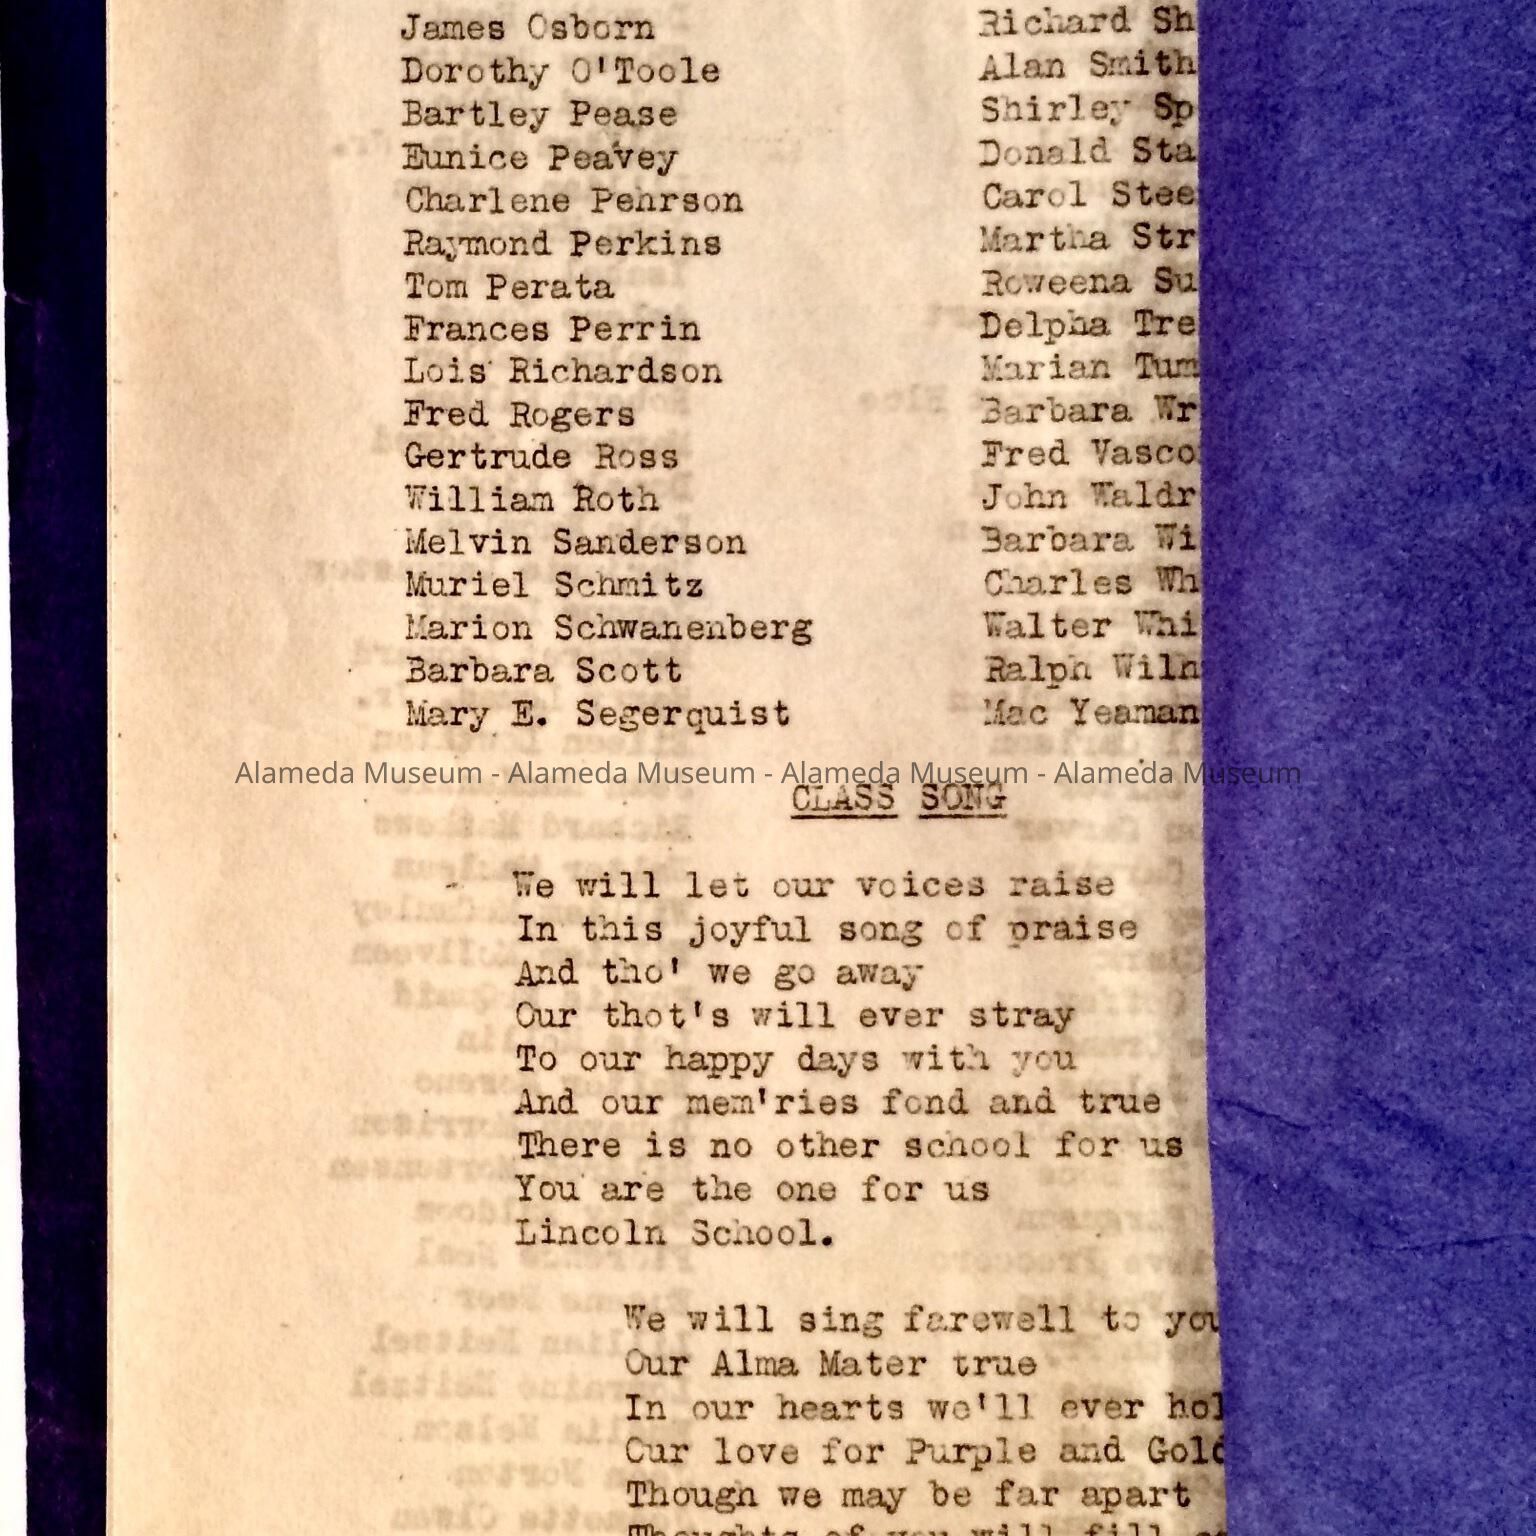 James Osborn
Dorothy O'Toole
Bartley Pease
Eunice Peavey
Charlene Pehrson
Raymond Perkins
Tom Perata
Frances Perrin
Lois Richardson
Fred Rogers
Gertrude Ross
William Roth
Melvin Sanderson
Muriel Schmitz
Marion Schwanenberg
Barbara Scott
Mary E. Segerquist
Richard Sh
Alan Smith
Shirley Sp
Donald Sta
Carol Stee
Martha Str
Roweena Su
Delpha Tre
Marian Tum
Barbara Wr
Fred Vasco
John Waldr
Barbara Wi
Charles Wh
Walter Whi
Ralph Wiln
Mac Yeaman
Alameda Museum - Alameda Museum - Alameda Museum - Alameda Museum
CLASS SONG
We will let our voices raise
In this joyful song of praise
And tho' we go away
Our thot's will ever stray
To our happy days with you
And our mem'ries fond and true
There is no other school for us
You are the one for us
Lincoln School.
We will sing farewell to you
Our Alma Mater true
In our hearts we'll ever hol
Our love for Purple and Gold
Though we may be far apart
Thoughts of you will fill